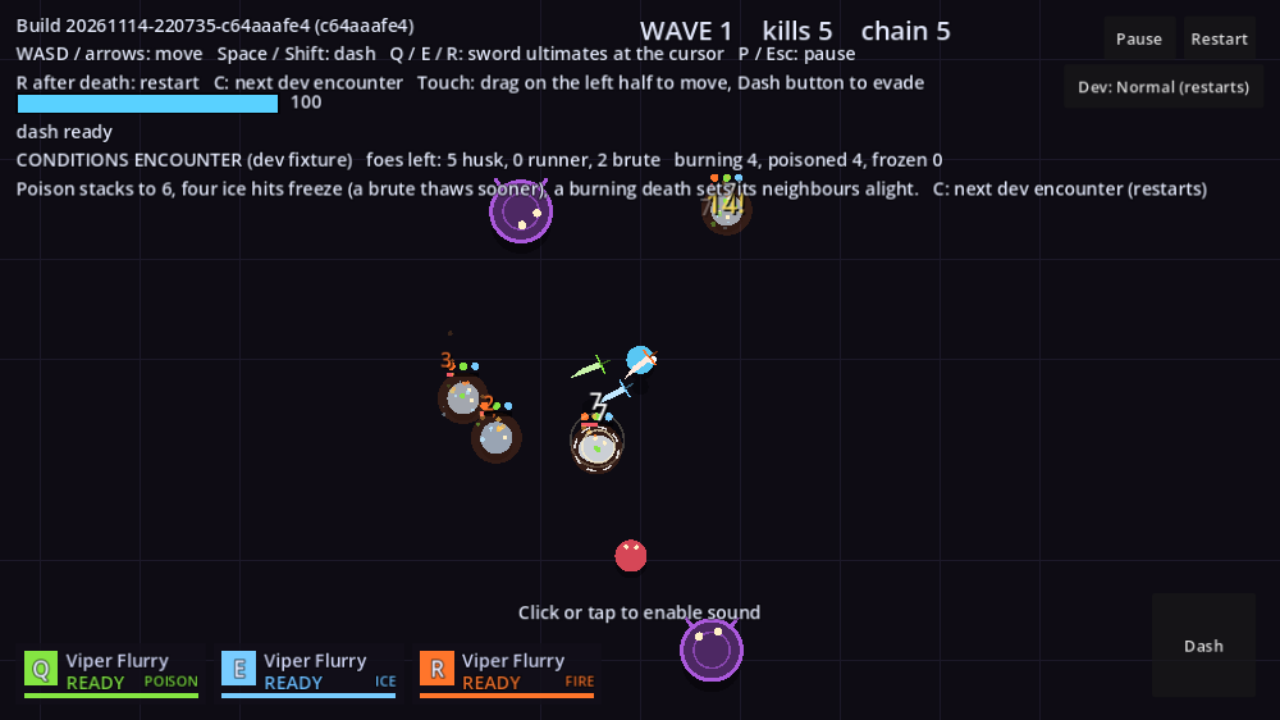 Build 20261114-220735-c64aaafe4 (c64aaafe4)
WAVE 1 kills 5 chain 5
Pause
Restart
WASD / arrows: move Space / Shift: dash Q / E / R: sword ultimates at the cursor P / Esc: pause
R after death: restart C: next dev encounter Touch: drag on the left half to move, Dash button to evade
Dev: Normal (restarts)
100
dash ready
CONDITIONS ENCOUNTER (dev fixture) foes left: 5 husk, 0 runner, 2 brute burning 4, poisoned 4, frozen 0
Poison stacks to 6, four ice hits freeze (a brute thaws sooner), a burning death sets its neighbours alight. C: next dev encounter (restarts)
14!
3
2
7
7
Click or tap to enable sound
Q Viper Flurry
READY POISON
E Viper Flurry
READY ICE
R Viper Flurry
READY FIRE
Dash